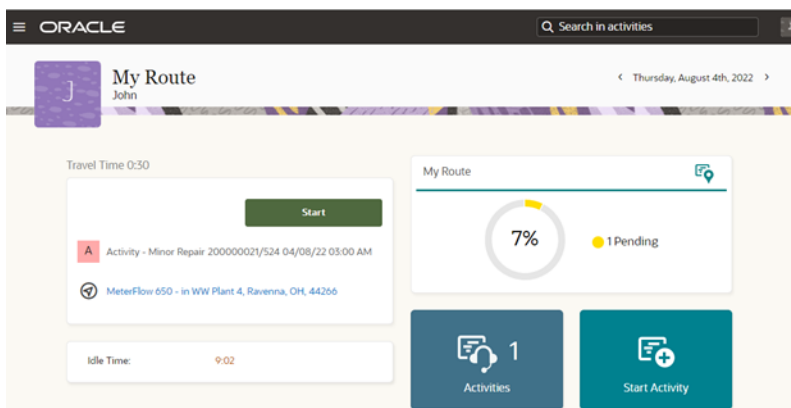 ORACLE
Search in activities
J
My Route
John
Thursday, August 4th, 2022
Travel Time 0:30
Start
A
Activity - Minor Repair 200000021/524 04/08/22 03:00 AM
MeterFlow 650 - in WW Plant 4, Ravenna, OH, 44266
Idle Time: 9:02
My Route
7%
1 Pending
1
Activities
Start Activity